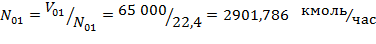 N₀₁ = V₀₁/N₀₁ = 65 000/22,4 = 2901,786 кмоль/час